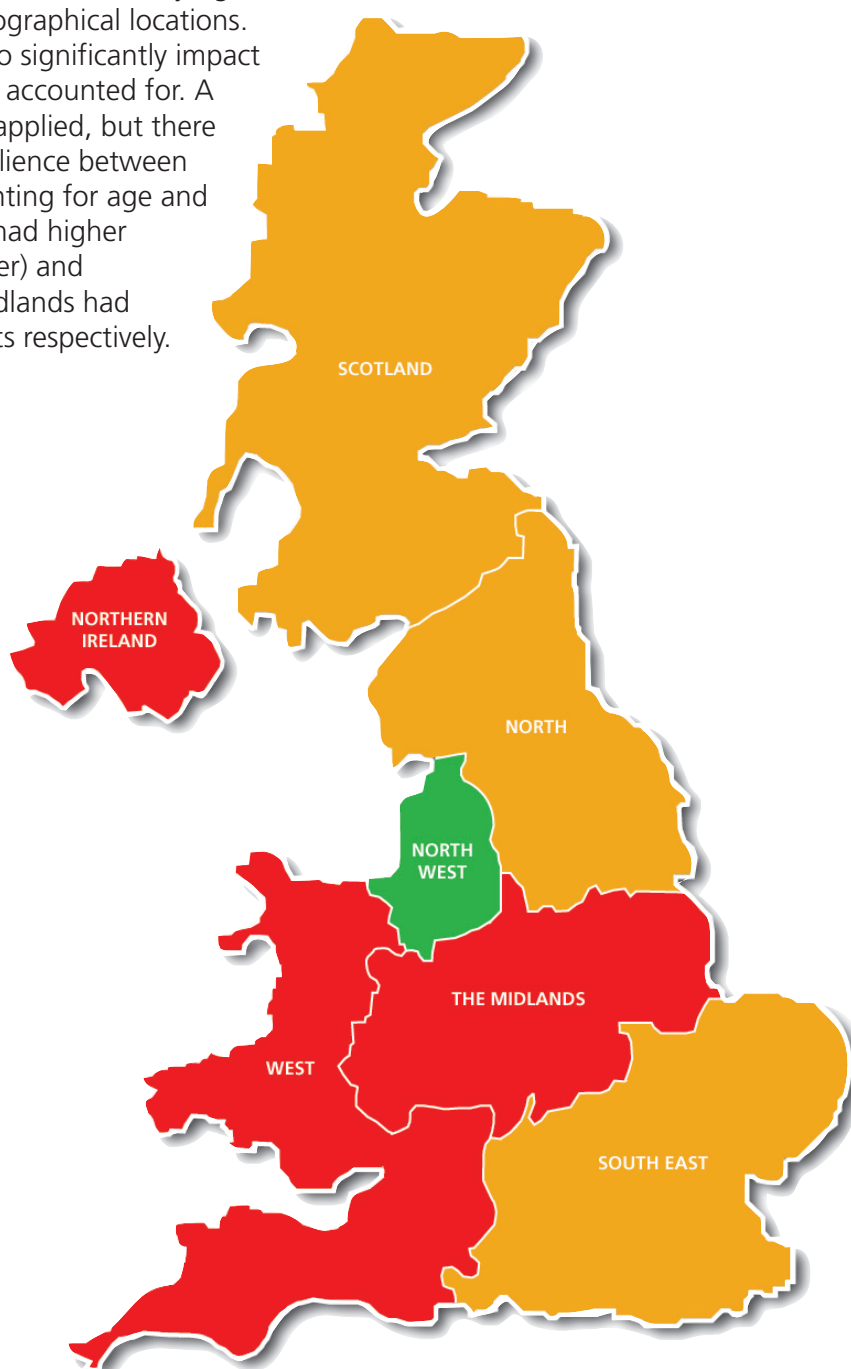 ographical locations.
o significantly impact
accounted for. A
applied, but there
ilience between
nting for age and
had higher
er) and
dlands had
ts respectively.
SCOTLAND
NORTHERN
IRELAND
NORTH
NORTH
WEST
THE MIDLANDS
WEST
SOUTH EAST